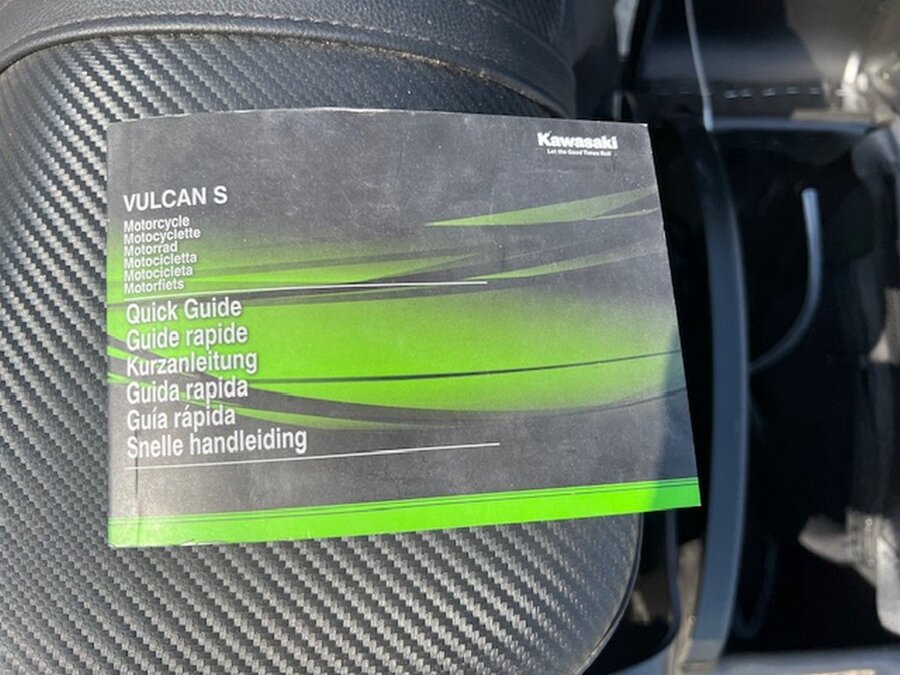 Kawasaki
Let the Good Times Roll
VULCAN S
Motorcycle
Motocyclette
Motorrad
Motocicletta
Motocicleta
Motorfiets
Quick Guide
Guide rapide
Kurzanleitung
Guida rapida
Guía rápida
Snelle handleiding